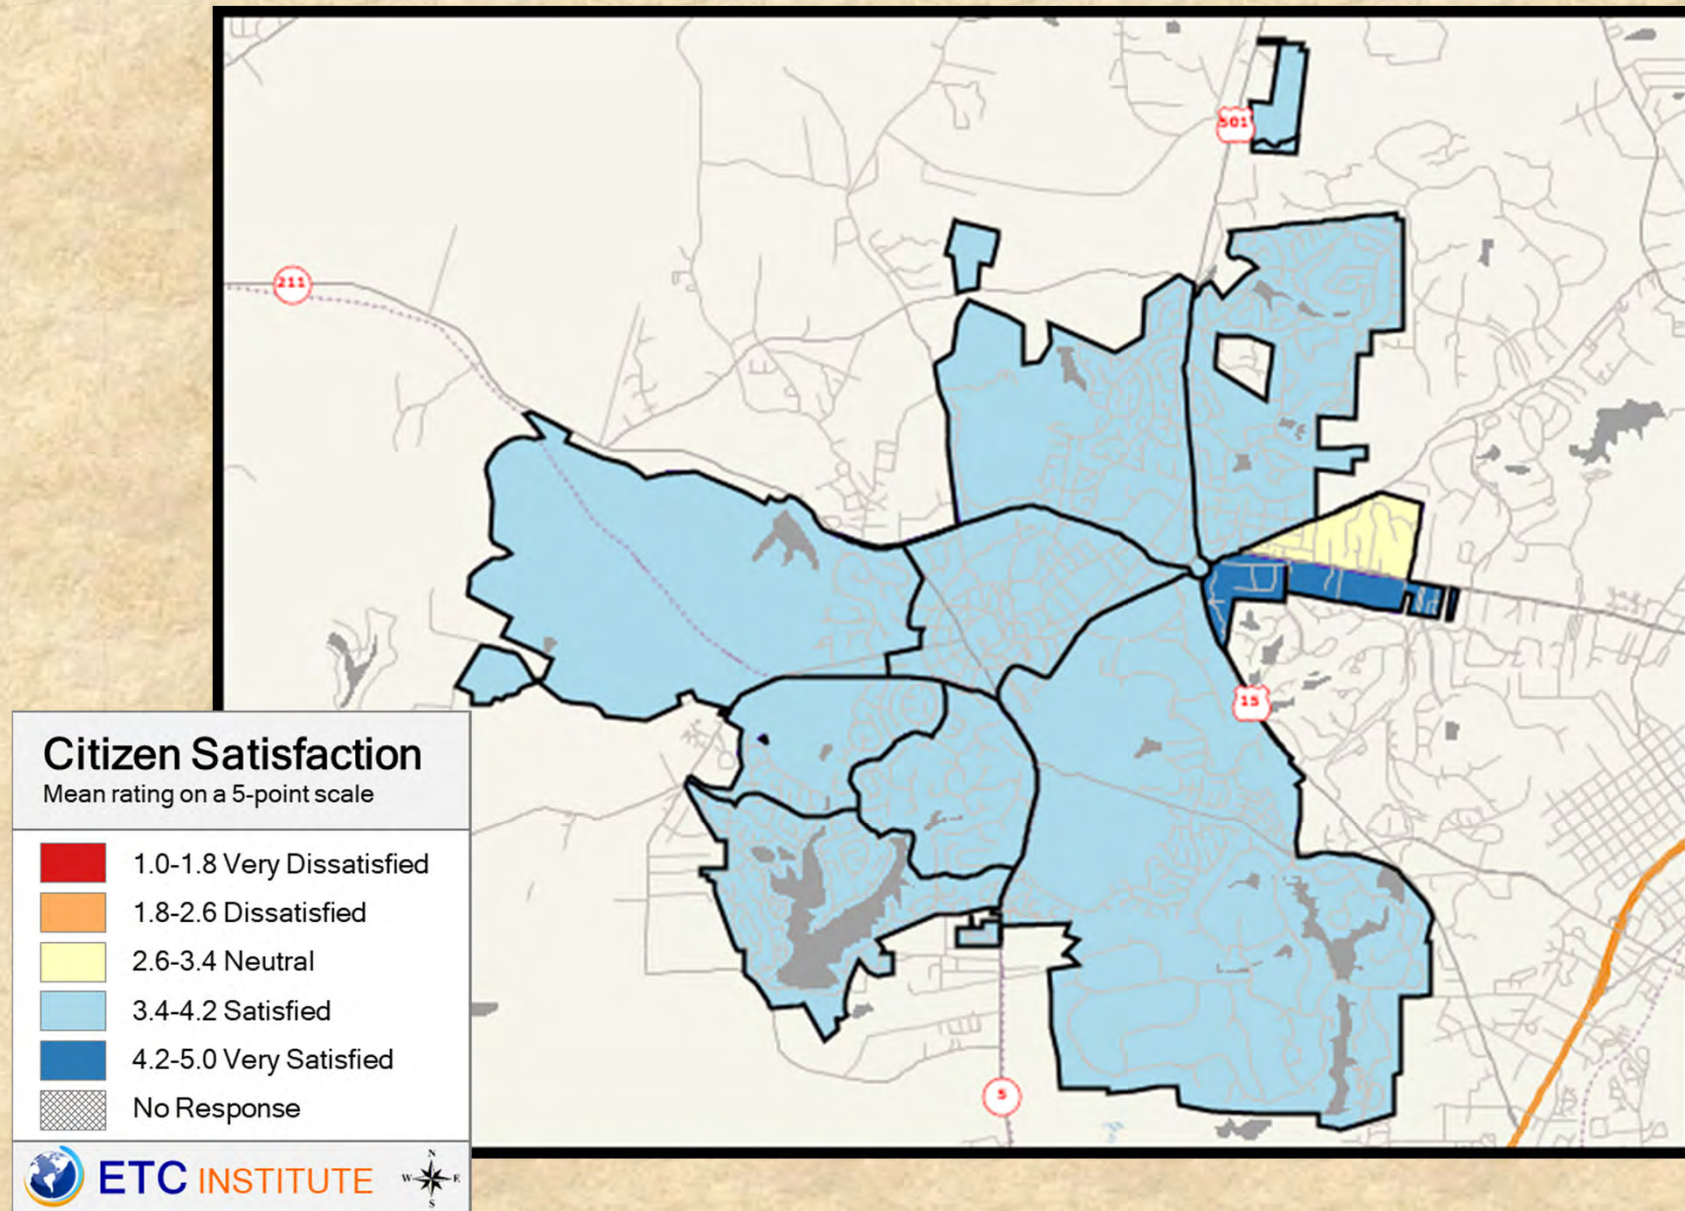 501
211
15
5
Citizen Satisfaction
Mean rating on a 5-point scale
1.0-1.8 Very Dissatisfied
1.8-2.6 Dissatisfied
2.6-3.4 Neutral
3.4-4.2 Satisfied
4.2-5.0 Very Satisfied
No Response
ETC INSTITUTE
N
W E
S